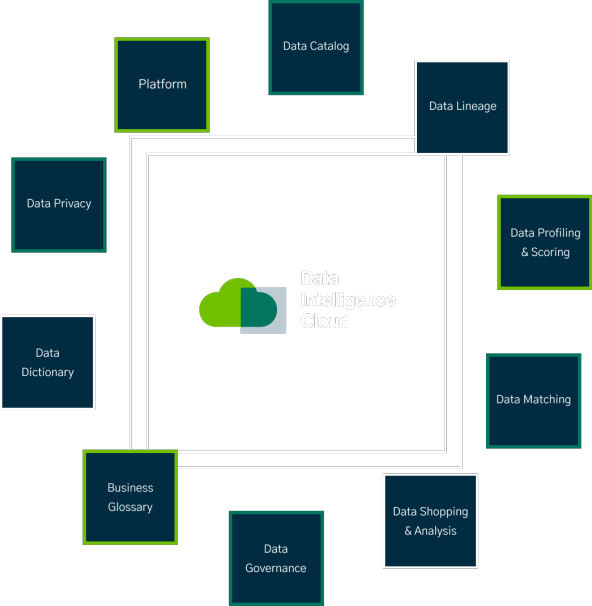 Data Catalog
Platform
Data Lineage
Data Privacy
Data Profiling
& Scoring
Data
Intelligence
Cloud
Data
Dictionary
Data Matching
Business
Glossary
Data Shopping
& Analysis
Data
Governance